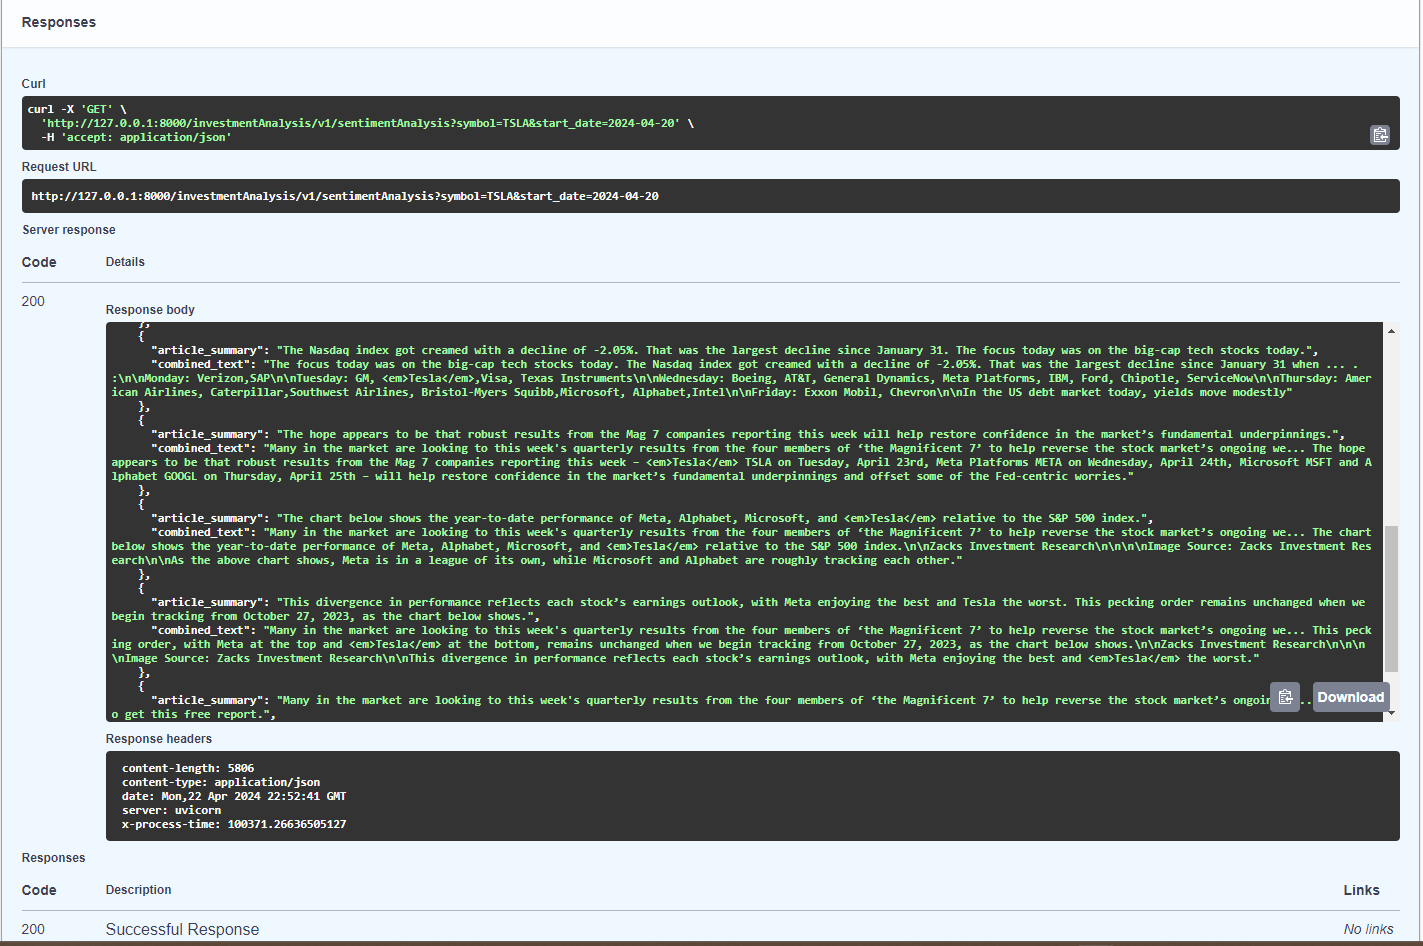 Responses
Curl
curl -X 'GET' \
'http://127.0.0.1:8000/investmentAnalysis/v1/sentimentAnalysis?symbol=TSLA&start_date=2024-04-20' \
-H 'accept: application/json'
Request URL
http://127.0.0.1:8000/investmentAnalysis/v1/sentimentAnalysis?symbol=TSLA&start_date=2024-04-20
Server response
Code Details
200
Response body
},
{
"article_summary": "The Nasdaq index got creamed with a decline of -2.05%. That was the largest decline since January 31. The focus today was on the big-cap tech stocks today.",
"combined_text": "The focus today was on the big-cap tech stocks today. The Nasdaq index got creamed with a decline of -2.05%. That was the largest decline since January 31 when ... .
:\n\nMonday: Verizon,SAP\n\nTuesday: GM, <em>Tesla</em>,Visa, Texas Instruments\n\nWednesday: Boeing, AT&T, General Dynamics, Meta Platforms, IBM, Ford, Chipotle, ServiceNow\n\nThursday: Amer
ican Airlines, Caterpillar,Southwest Airlines, Bristol-Myers Squibb,Microsoft, Alphabet,Intel\n\nFriday: Exxon Mobil, Chevron\n\nIn the US debt market today, yields move modestly"
},
{
"article_summary": "The hope appears to be that robust results from the Mag 7 companies reporting this week will help restore confidence in the market’s fundamental underpinnings.",
"combined_text": "Many in the market are looking to this week's quarterly results from the four members of ‘the Magnificent 7’ to help reverse the stock market’s ongoing we... The hope
appears to be that robust results from the Mag 7 companies reporting this week – <em>Tesla</em> TSLA on Tuesday, April 23rd, Meta Platforms META on Wednesday, April 24th, Microsoft MSFT and A
lphabet GOOGL on Thursday, April 25th – will help restore confidence in the market’s fundamental underpinnings and offset some of the Fed-centric worries."
},
{
"article_summary": "The chart below shows the year-to-date performance of Meta, Alphabet, Microsoft, and <em>Tesla</em> relative to the S&P 500 index.",
"combined_text": "Many in the market are looking to this week's quarterly results from the four members of ‘the Magnificent 7’ to help reverse the stock market’s ongoing we... The chart
below shows the year-to-date performance of Meta, Alphabet, Microsoft, and <em>Tesla</em> relative to the S&P 500 index.\n\nZacks Investment Research\n\n\n\nImage Source: Zacks Investment Res
earch\n\nAs the above chart shows, Meta is in a league of its own, while Microsoft and Alphabet are roughly tracking each other."
},
{
"article_summary": "This divergence in performance reflects each stock’s earnings outlook, with Meta enjoying the best and Tesla the worst. This pecking order remains unchanged when we
begin tracking from October 27, 2023, as the chart below shows.",
"combined_text": "Many in the market are looking to this week's quarterly results from the four members of ‘the Magnificent 7’ to help reverse the stock market’s ongoing we... This peck
ing order, with Meta at the top and <em>Tesla</em> at the bottom, remains unchanged when we begin tracking from October 27, 2023, as the chart below shows.\n\nZacks Investment Research\n\n\n
\nImage Source: Zacks Investment Research\n\nThis divergence in performance reflects each stock’s earnings outlook, with Meta enjoying the best and <em>Tesla</em> the worst."
},
{
"article_summary": "Many in the market are looking to this week's quarterly results from the four members of ‘the Magnificent 7’ to help reverse the stock market’s ..
o get this free report.",
Download
Response headers
content-length: 5806
content-type: application/json
date: Mon,22 Apr 2024 22:52:41 GMT
server: uvicorn
x-process-time: 100371.26636505127
Responses
Code Description Links
200 Successful Response No links